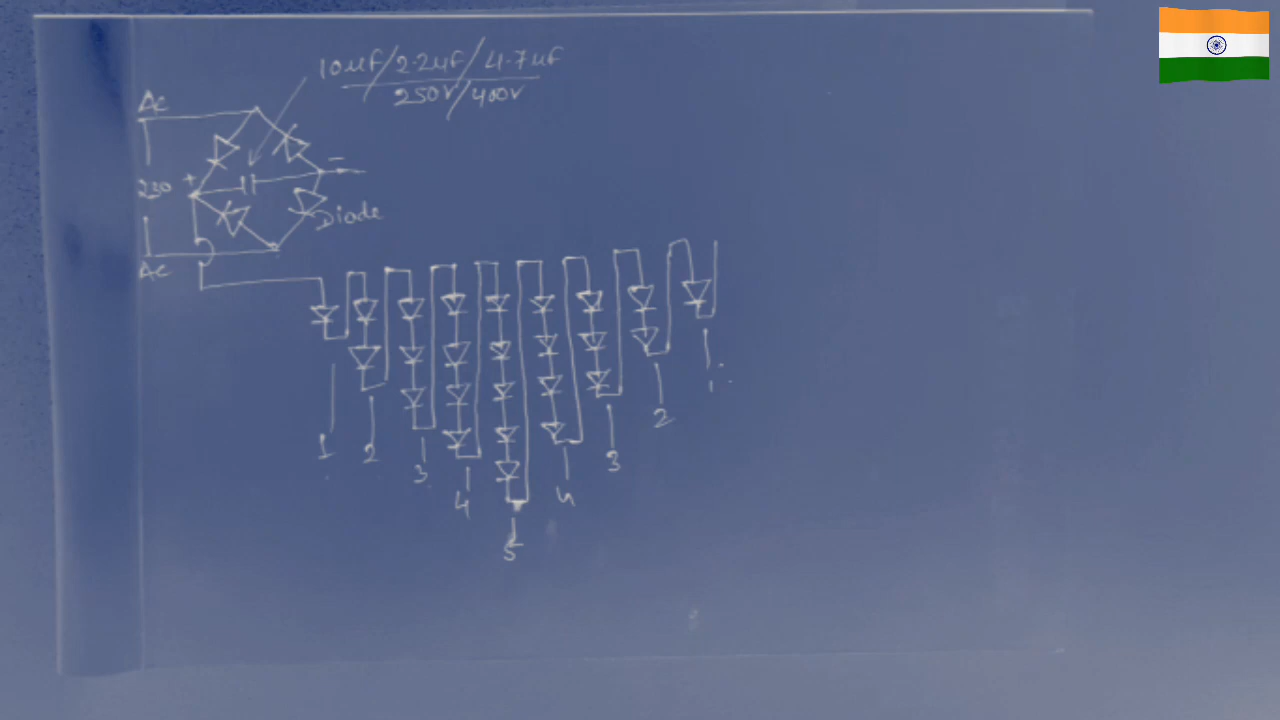 10uf/2.2uf/4.7uf
250V/400V
AC
+
-
230
Diode
AC
1
2
3
4
5
4
3
2
1